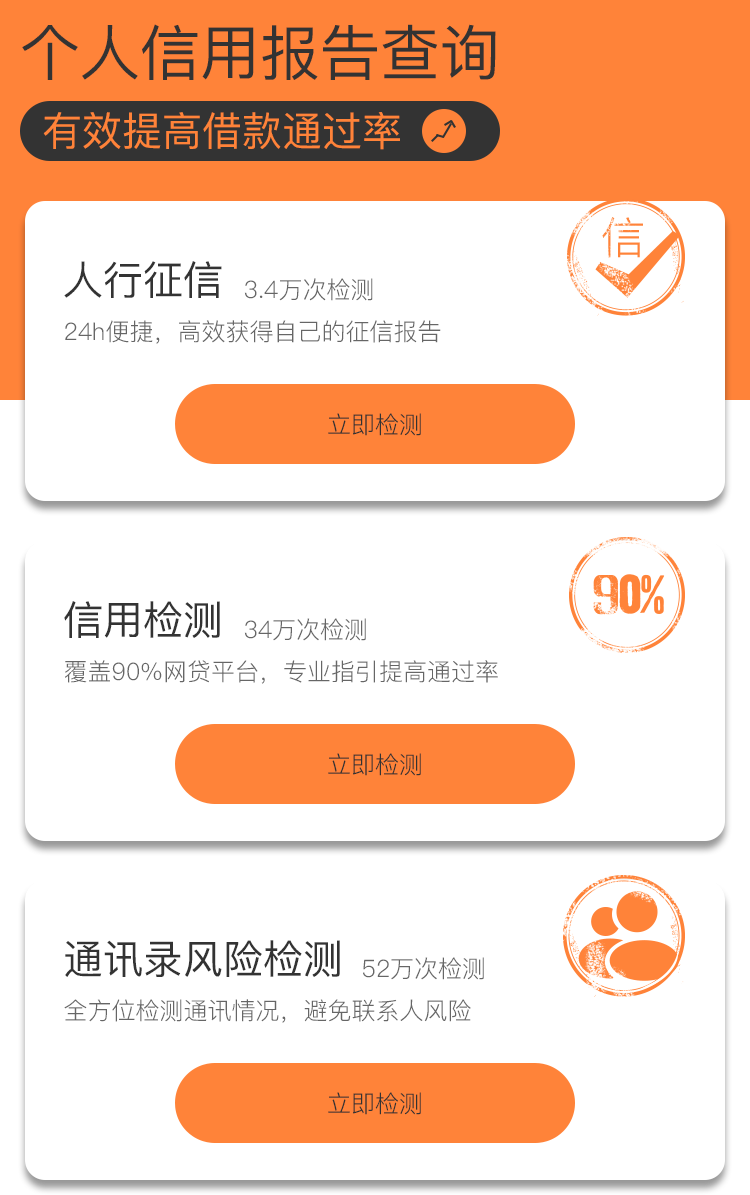 个人信用报告查询
有效提高借款通过率
信
人行征信 3.4万次检测
24h便捷，高效获得自己的征信报告
立即检测
90%
信用检测 34万次检测
覆盖90%网贷平台，专业指引提高通过率
立即检测
通讯录风险检测 52万次检测
全方位检测通讯情况，避免联系人风险
立即检测